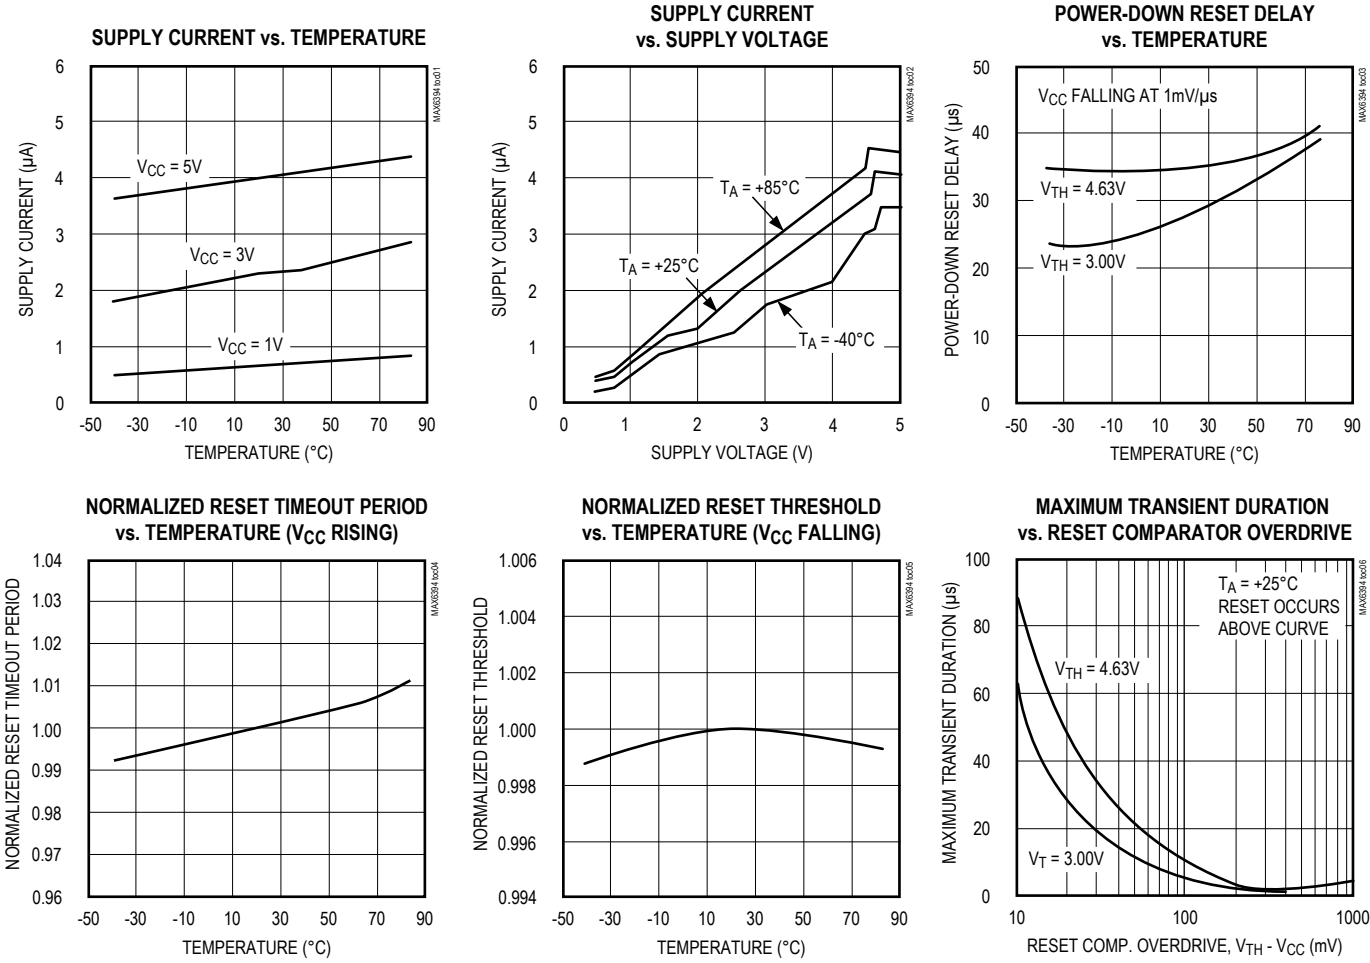 SUPPLY CURRENT vs. TEMPERATURE
6
5
4
3
2
1
0
SUPPLY CURRENT (µA)
VCC = 5V
VCC = 3V
VCC = 1V
-50 -30 -10 10 30 50 70 90
TEMPERATURE (°C)
MAX6394 toc01
SUPPLY CURRENT
vs. SUPPLY VOLTAGE
6
5
4
3
2
1
0
SUPPLY CURRENT (µA)
TA = +85°C
TA = +25°C
TA = -40°C
0 1 2 3 4 5
SUPPLY VOLTAGE (V)
MAX6394 toc02
POWER-DOWN RESET DELAY
vs. TEMPERATURE
50
40
30
20
10
0
POWER-DOWN RESET DELAY (µs)
VCC FALLING AT 1mV/µs
VTH = 4.63V
VTH = 3.00V
-50 -30 -10 10 30 50 70 90
TEMPERATURE (°C)
MAX6394 toc03
NORMALIZED RESET TIMEOUT PERIOD
vs. TEMPERATURE (VCC RISING)
1.04
1.03
1.02
1.01
1.00
0.99
0.98
0.97
0.96
NORMALIZED RESET TIMEOUT PERIOD
-50 -30 -10 10 30 50 70 90
TEMPERATURE (°C)
MAX6394 toc04
NORMALIZED RESET THRESHOLD
vs. TEMPERATURE (VCC FALLING)
1.006
1.004
1.002
1.000
0.998
0.996
0.994
NORMALIZED RESET THRESHOLD
-50 -30 -10 10 30 50 70 90
TEMPERATURE (°C)
MAX6394 toc05
MAXIMUM TRANSIENT DURATION
vs. RESET COMPARATOR OVERDRIVE
100
80
60
40
20
0
MAXIMUM TRANSIENT DURATION (µs)
TA = +25°C
RESET OCCURS
ABOVE CURVE
VTH = 4.63V
VT = 3.00V
10 100 1000
RESET COMP. OVERDRIVE, VTH - VCC (mV)
MAX6394 toc06